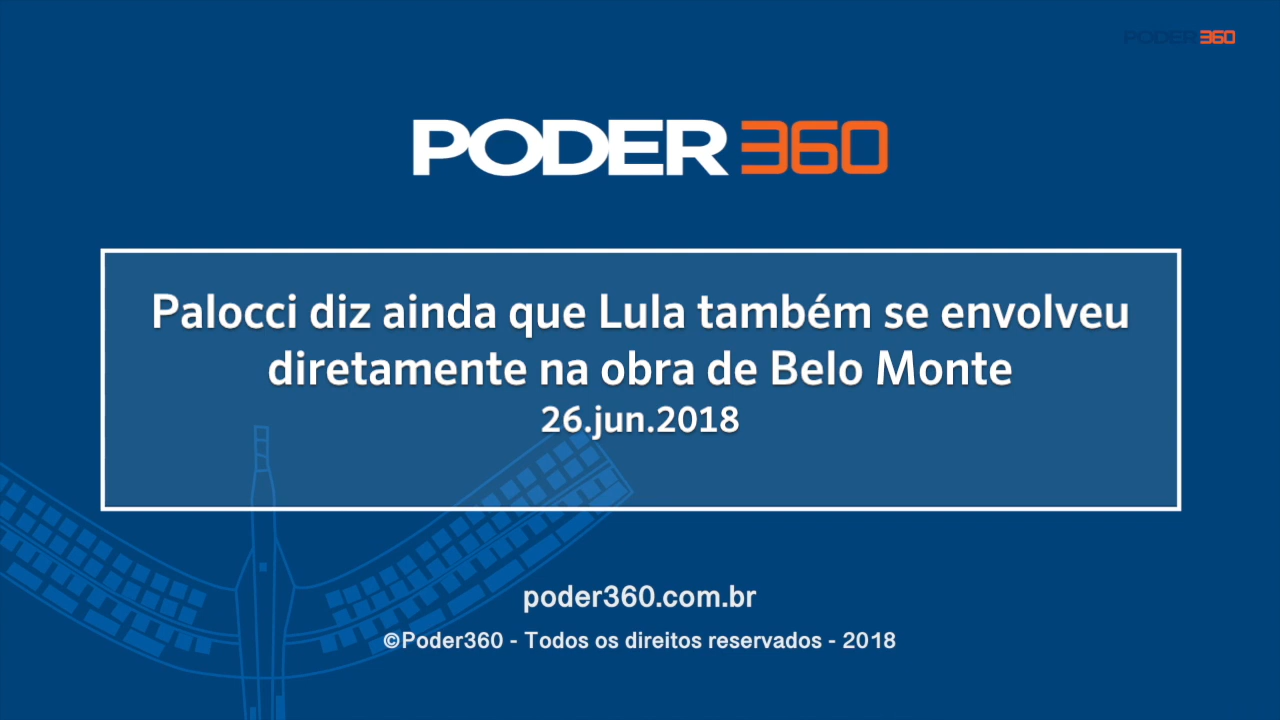 PODER360
PODER360
Palocci diz ainda que Lula também se envolveu
diretamente na obra de Belo Monte
26.jun.2018
poder360.com.br
©Poder360 - Todos os direitos reservados - 2018